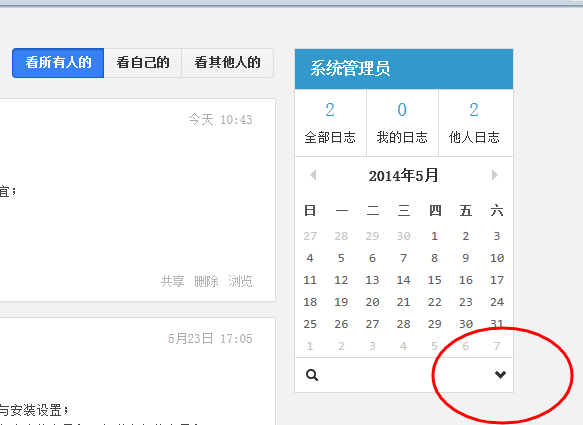 看所有人的 看自己的 看其他人的
今天 10:43
宜；
共享 删除 浏览
5月23日 17:05
与安装设置；
系统管理员
2 0 2
全部日志 我的日志 他人日志
2014年5月
日 一 二 三 四 五 六
27 28 29 30 1 2 3
4 5 6 7 8 9 10
11 12 13 14 15 16 17
18 19 20 21 22 23 24
25 26 27 28 29 30 31
1 2 3 4 5 6 7